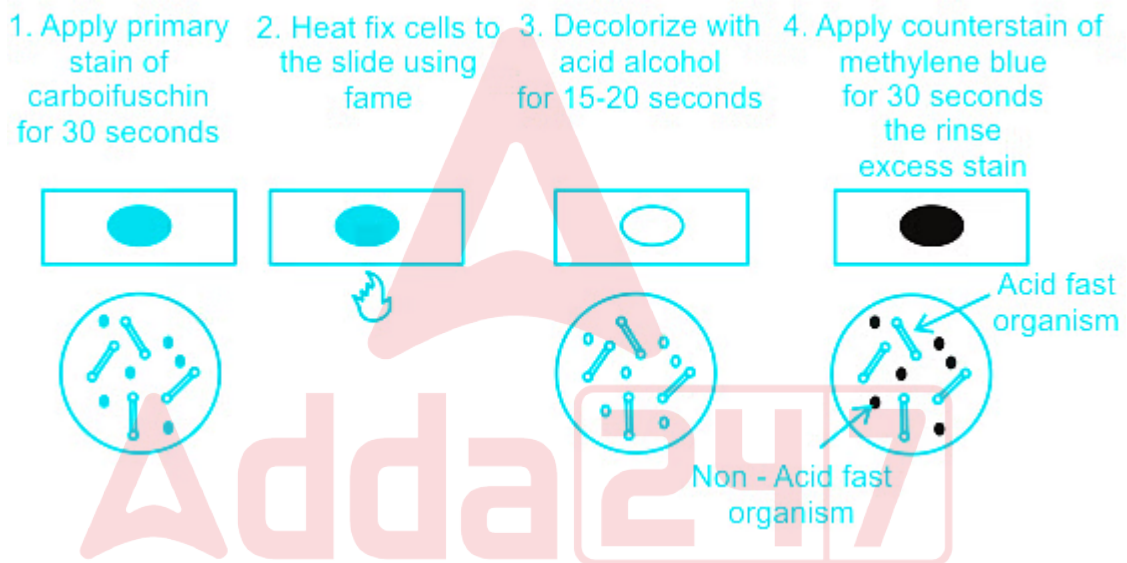 1. Apply primary
stain of
carboifuschin
for 30 seconds
2. Heat fix cells to
the slide using
fame
3. Decolorize with
acid alcohol
for 15-20 seconds
4. Apply counterstain of
methylene blue
for 30 seconds
the rinse
excess stain
Acid fast
organism
Non - Acid fast
organism
Adda247